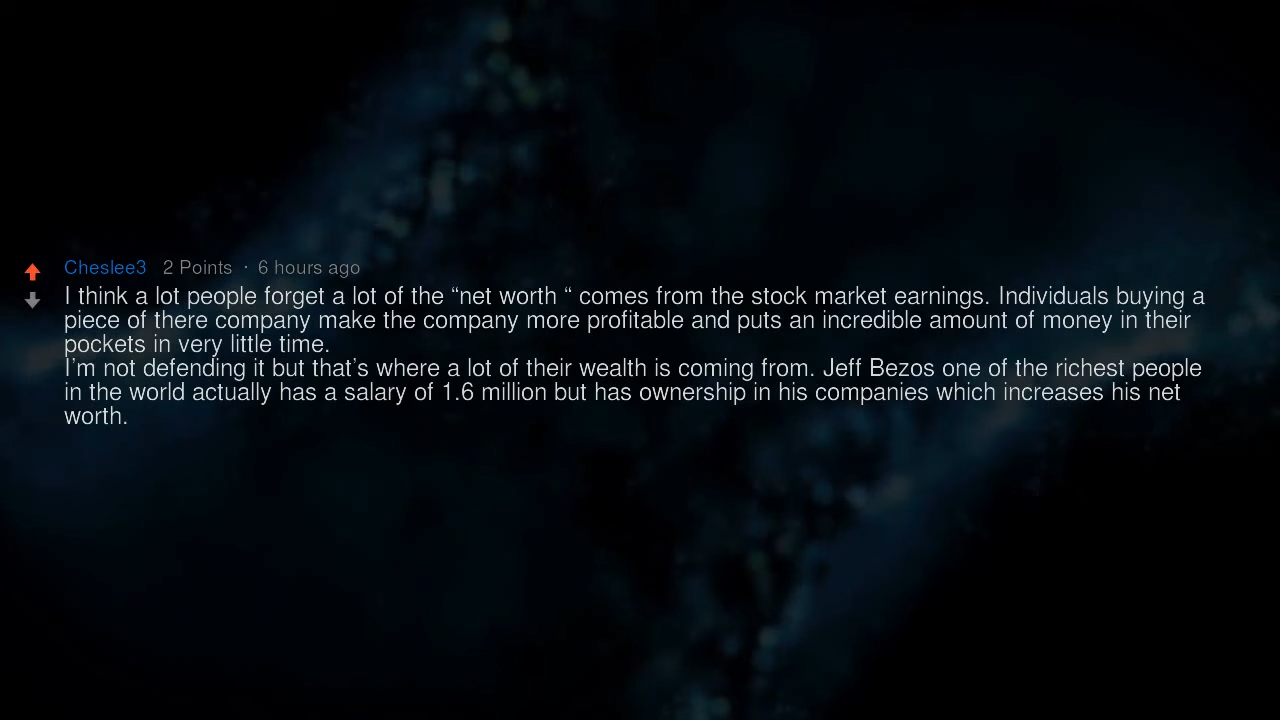 Cheslee3 2 Points · 6 hours ago
I think a lot people forget a lot of the “net worth “ comes from the stock market earnings. Individuals buying a
piece of there company make the company more profitable and puts an incredible amount of money in their
pockets in very little time.
I’m not defending it but that’s where a lot of their wealth is coming from. Jeff Bezos one of the richest people
in the world actually has a salary of 1.6 million but has ownership in his companies which increases his net
worth.